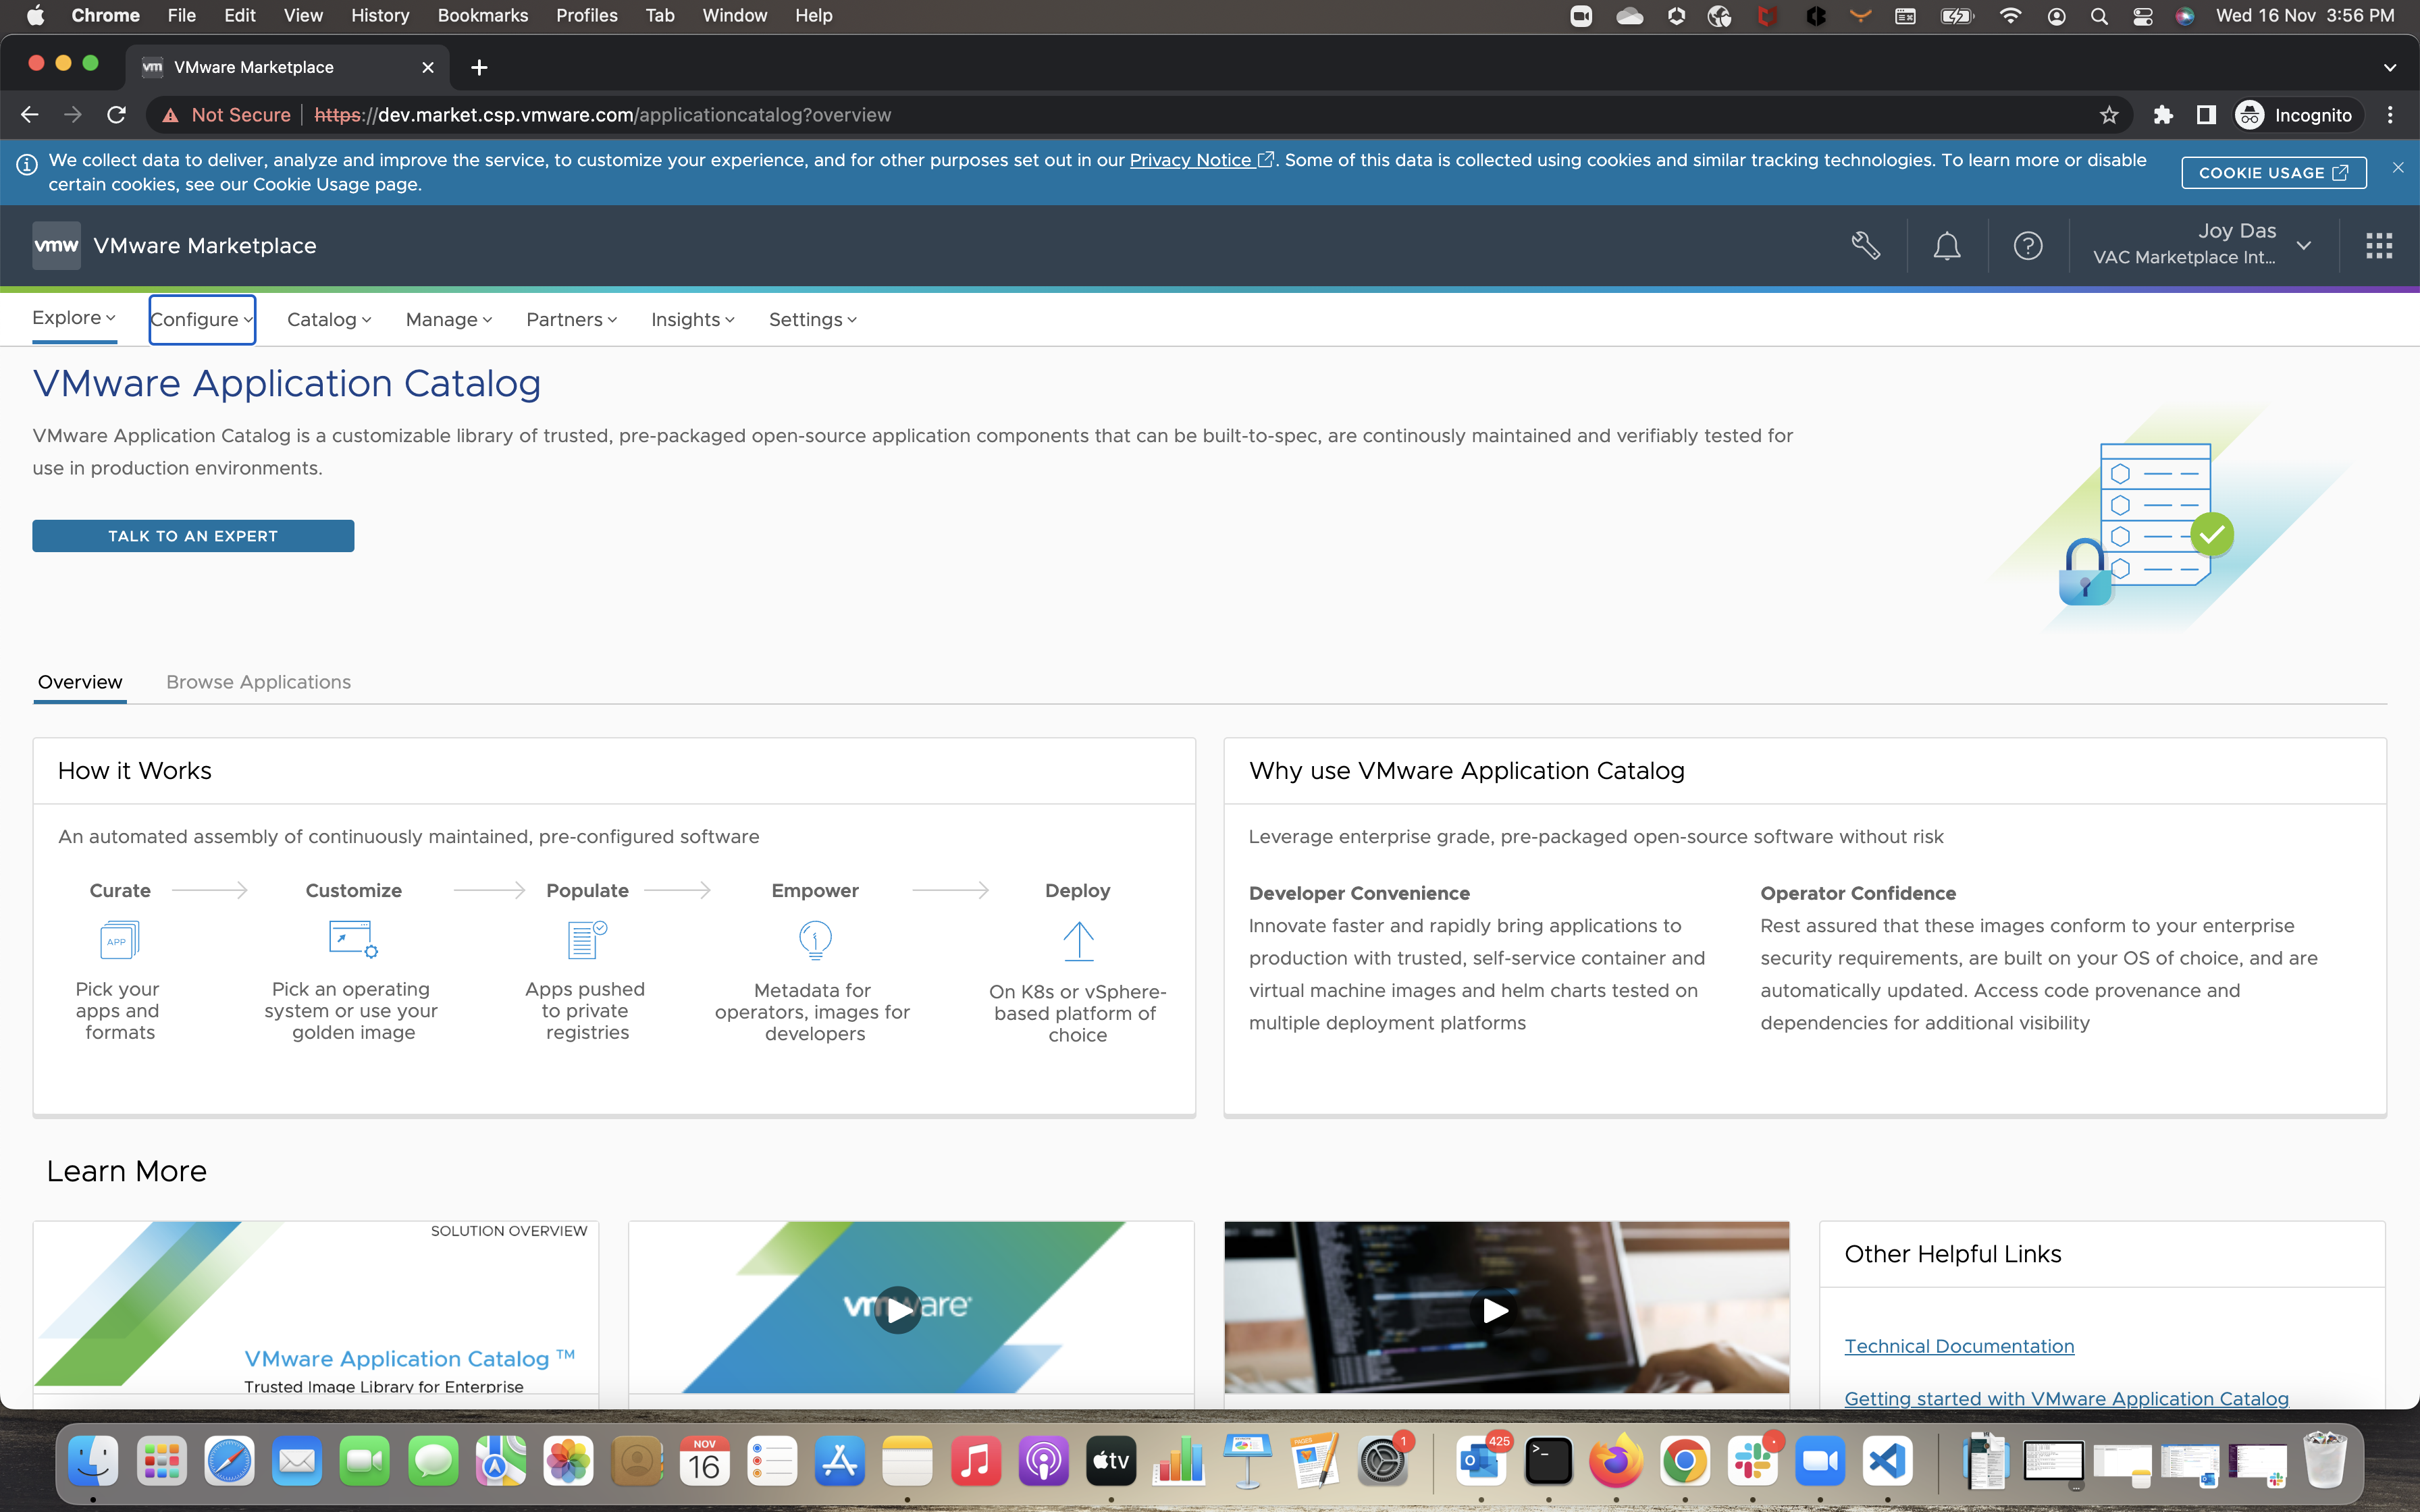 Chrome File Edit View History Bookmarks Profiles Tab Window Help
Wed 16 Nov 3:56 PM
vm VMware Marketplace
Not Secure https://dev.market.csp.vmware.com/applicationcatalog?overview
Incognito
We collect data to deliver, analyze and improve the service, to customize your experience, and for other purposes set out in our Privacy Notice. Some of this data is collected using cookies and similar tracking technologies. To learn more or disable
certain cookies, see our Cookie Usage page.
COOKIE USAGE
vmw VMware Marketplace
Joy Das
VAC Marketplace Int...
Explore Configure Catalog Manage Partners Insights Settings
VMware Application Catalog
VMware Application Catalog is a customizable library of trusted, pre-packaged open-source application components that can be built-to-spec, are continously maintained and verifiably tested for
use in production environments.
TALK TO AN EXPERT
Overview Browse Applications
How it Works
An automated assembly of continuously maintained, pre-configured software
Curate Customize Populate Empower Deploy
APP
Pick your
apps and
formats
Pick an operating
system or use your
golden image
Apps pushed
to private
registries
Metadata for
operators, images for
developers
On K8s or vSphere-
based platform of
choice
Why use VMware Application Catalog
Leverage enterprise grade, pre-packaged open-source software without risk
Developer Convenience
Innovate faster and rapidly bring applications to
production with trusted, self-service container and
virtual machine images and helm charts tested on
multiple deployment platforms
Operator Confidence
Rest assured that these images conform to your enterprise
security requirements, are built on your OS of choice, and are
automatically updated. Access code provenance and
dependencies for additional visibility
Learn More
SOLUTION OVERVIEW
VMware Application Catalog ™
Trusted Image Library for Enterprise
Other Helpful Links
Technical Documentation
Getting started with VMware Application Catalog
NOV
16
tv
PAGES
1
425